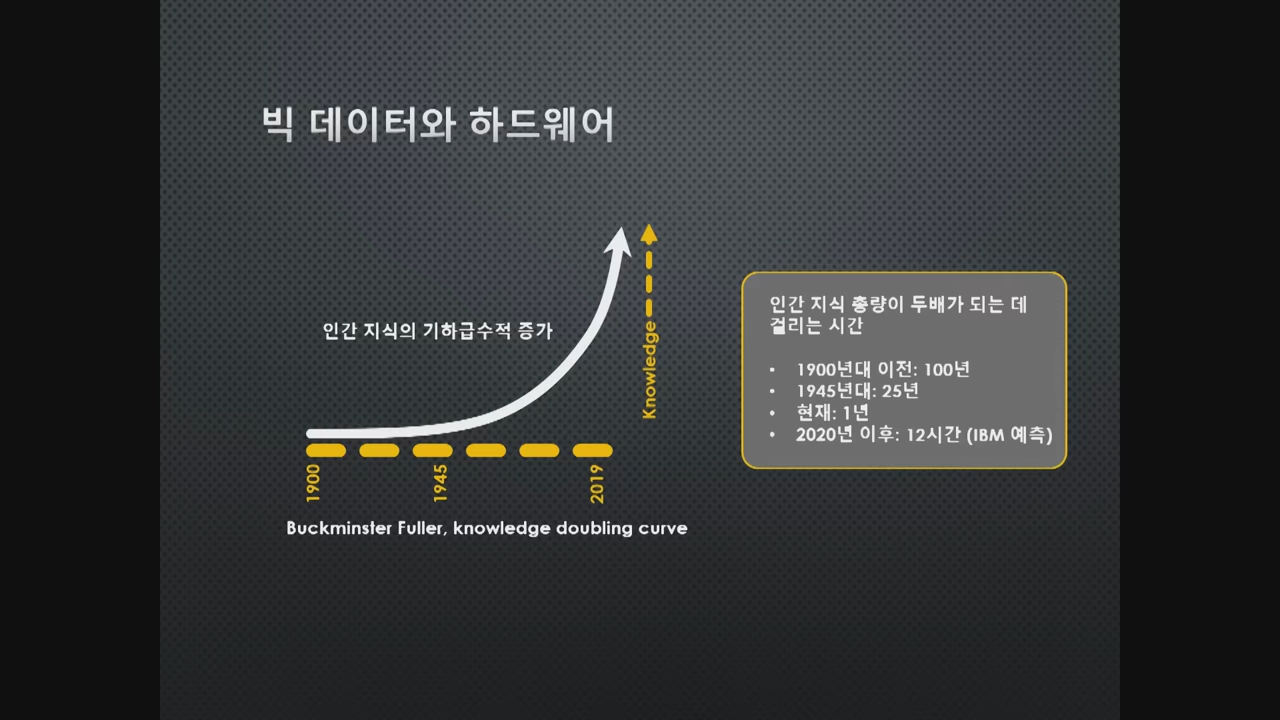 빅 데이터와 하드웨어
인간 지식의 기하급수적 증가
Knowledge
1900
1945
2019
Buckminster Fuller, knowledge doubling curve
인간 지식 총량이 두배가 되는 데
걸리는 시간
• 1900년대 이전: 100년
• 1945년대: 25년
• 현재: 1년
• 2020년 이후: 12시간 (IBM 예측)